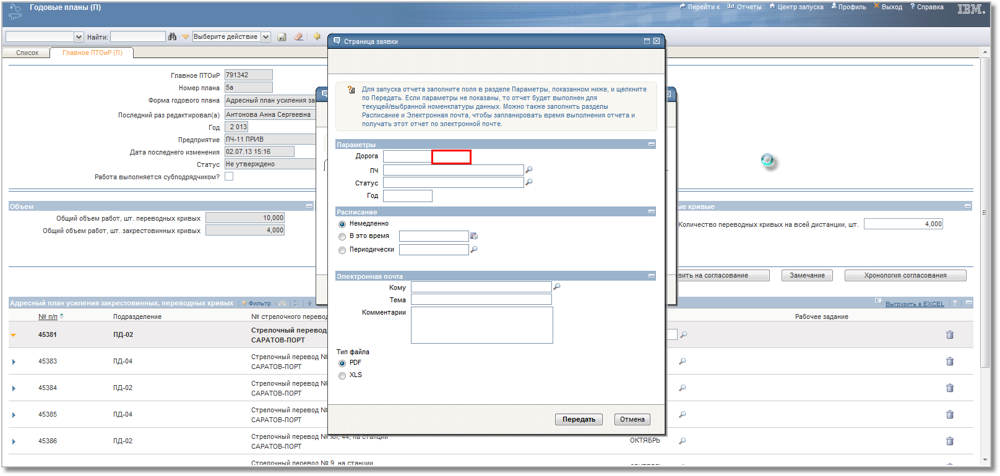 Годовые планы (П)
Перейти к
Отчеты
Центр запуска
Профиль
Выход
? Справка
IBM.
Найти:
Выберите действие
Список
Главное ПТОиР (П)
Главное ПТОиР 791342
Номер плана 5а
Форма годового плана Адресный план усиления за
Последний раз редактировал(а) Антонова Анна Сергеевна
Год 2 013
Предприятие ПЧ-11 ПРИВ
Дата последнего изменения 02.07.13 15:16
Статус Не утверждено
Работа выполняется субподрядчиком?
Объем
Общий объем работ, шт. переводных кривых 10,000
Общий объем работ, шт. закрестовинных кривых 4,000
Страница заявки
Для запуска отчета заполните поля в разделе Параметры, показанном ниже, и щелкните
по Передать. Если параметры не показаны, то отчет будет выполнен для
текущей/выбранной номенклатуры данных. Можно также заполнить разделы
Расписание и Электронная почта, чтобы запланировать время выполнения отчета и
получать этот отчет по электронной почте.
Параметры
Дорога
ПЧ
Статус
Год
Расписание
Немедленно
В это время
Периодически
Электронная почта
Кому
Тема
Комментарии
Тип файла
PDF
XLS
Передать
Отмена
ые кривые
Количество переводных кривых на всей дистанции, шт. 4,000
вить на согласование
Замечание
Хронология согласования
Адресный план усиления закрестовинных, переводных кривых
Фильтр
Выгрузить в EXCEL
?
№ п/п
Подразделение
№ стрелочного перевод
Рабочее задание
45381 ПД-02 Стрелочный перевод
САРАТОВ-ПОРТ
45383 ПД-04 Стрелочный перевод №
САРАТОВ-ПОРТ
45384 ПД-02 Стрелочный перевод №
САРАТОВ-ПОРТ
45385 ПД-04 Стрелочный перевод №
САРАТОВ-ПОРТ
45386 ПД-02 Стрелочный перевод № 44, на станции
САРАТОВ-ПОРТ
ОКТЯБРЬ
Стрелочный перевод № 9, на станции